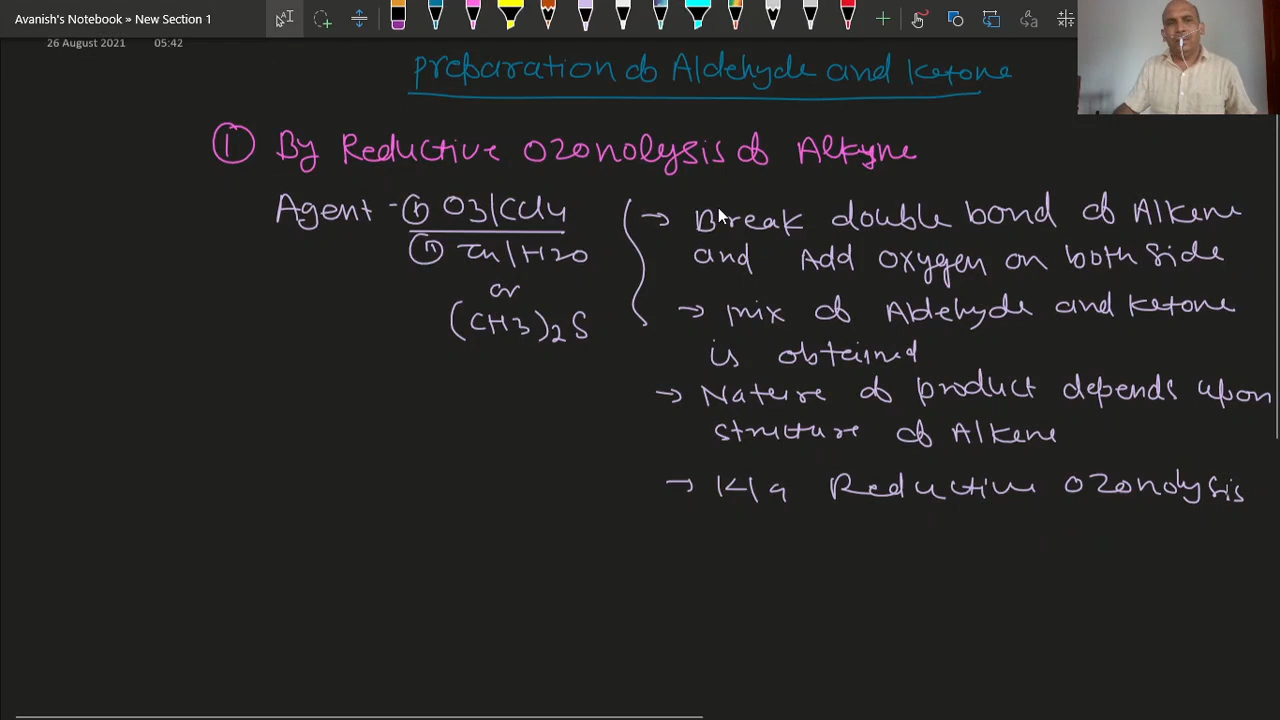 Avanish's Notebook » New Section 1
26 August 2021 05:42
preparation of Aldehyde and Ketone
① By Reductive Ozonolysis of Alkyne
Agent - ① O3/CCl4
② Zn/H2O
or
(CH3)2S
→ Break double bond of Alkene
and Add oxygen on both side
→ mix of Aldehyde and Ketone
is obtained
→ Nature of product depends upon
structure of Alkene
→ K/a Reductive ozonolysis